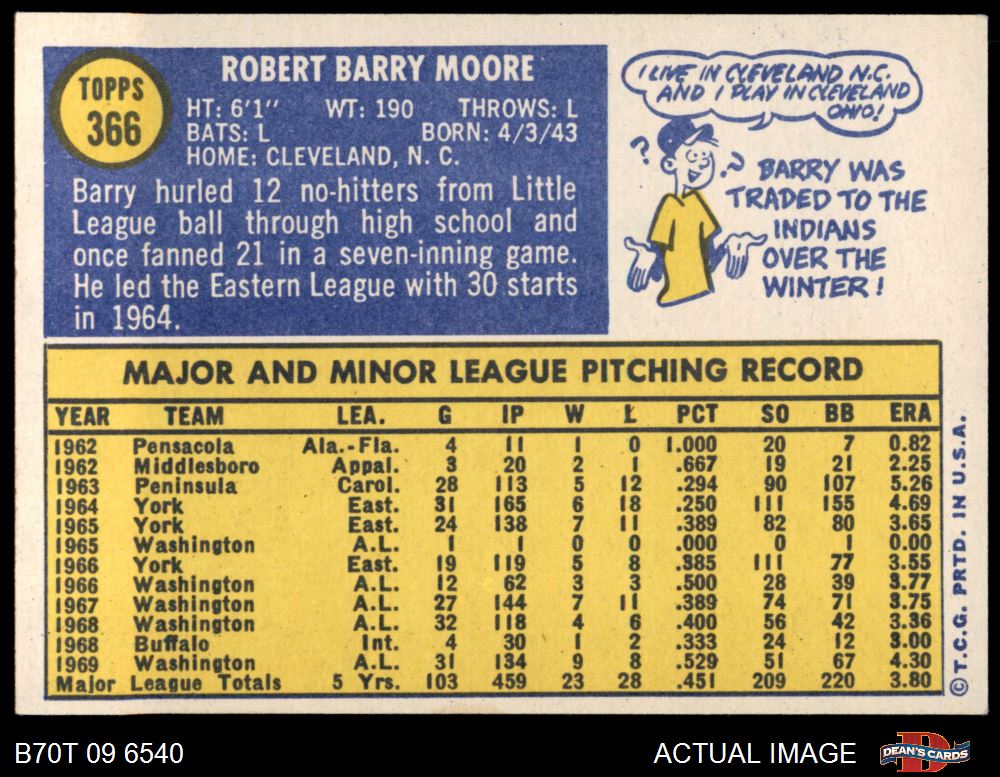 TOPPS
366
ROBERT BARRY MOORE
HT: 6'1" WT: 190 THROWS: L
BATS: L BORN: 4/3/43
HOME: CLEVELAND, N. C.
Barry hurled 12 no-hitters from Little
League ball through high school and
once fanned 21 in a seven-inning game.
He led the Eastern League with 30 starts
in 1964.
I LIVE IN CLEVELAND N.C.
AND I PLAY IN CLEVELAND
OHIO!
? ?
BARRY WAS
TRADED TO THE
INDIANS
OVER THE
WINTER!
MAJOR AND MINOR LEAGUE PITCHING RECORD
YEAR TEAM LEA. G IP W L PCT SO BB ERA
1962 Pensacola Ala.-Fla. 4 11 1 0 1.000 20 7 0.82
1962 Middlesboro Appal. 3 20 2 1 .667 19 21 2.25
1963 Peninsula Carol. 28 113 5 12 .294 90 107 5.26
1964 York East. 31 165 6 18 .250 111 155 4.69
1965 York East. 24 138 7 11 .389 82 80 3.65
1965 Washington A.L. 1 1 0 0 .000 0 1 0.00
1966 York East. 19 119 5 8 .385 111 77 3.55
1966 Washington A.L. 12 62 3 3 .500 28 39 3.77
1967 Washington A.L. 27 144 7 11 .389 74 71 3.75
1968 Washington A.L. 32 118 4 6 .400 56 42 3.36
1968 Buffalo Int. 4 30 1 2 .333 24 12 3.00
1969 Washington A.L. 31 134 9 8 .529 51 67 4.30
Major League Totals 5 Yrs. 103 459 23 28 .451 209 220 3.80
© T.C.G. PRTD. IN U.S.A.
B70T 09 6540
ACTUAL IMAGE
D
DEAN'S CARDS